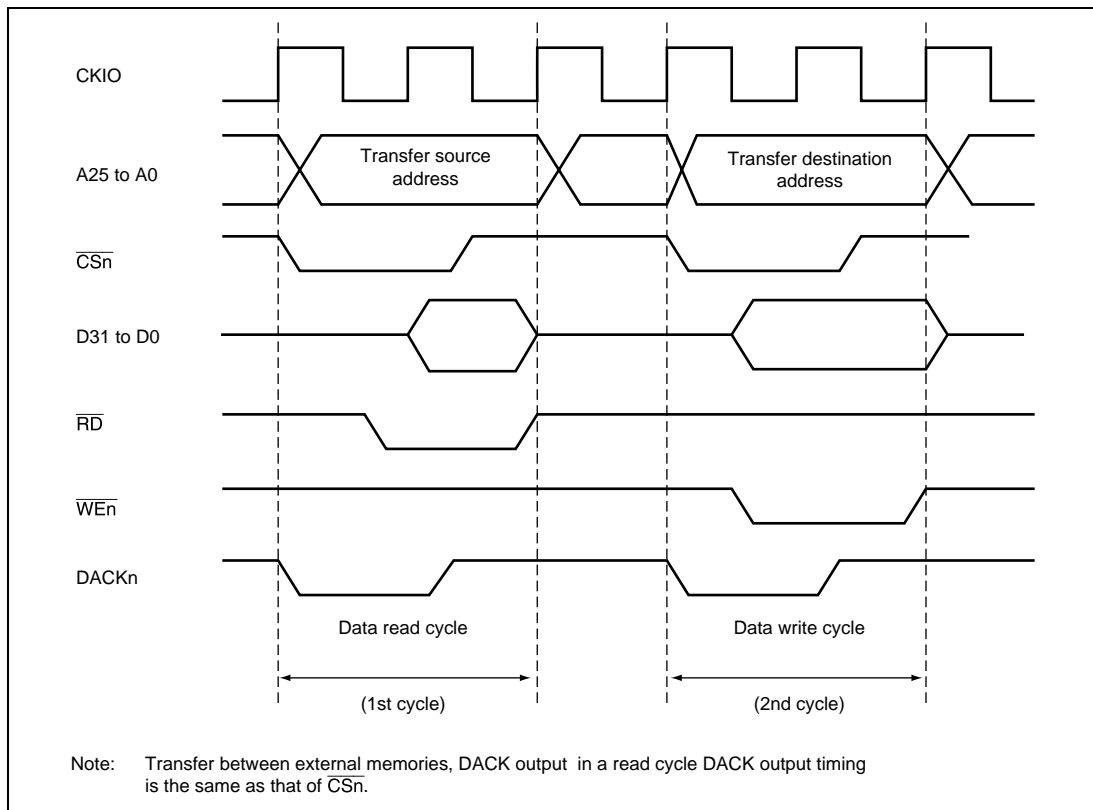 CKIO
A25 to A0
Transfer source
address
Transfer destination
address
CSn
D31 to D0
RD
WEn
DACKn
Data read cycle
Data write cycle
(1st cycle)
(2nd cycle)
Note: Transfer between external memories, DACK output in a read cycle DACK output timing
is the same as that of CSn.